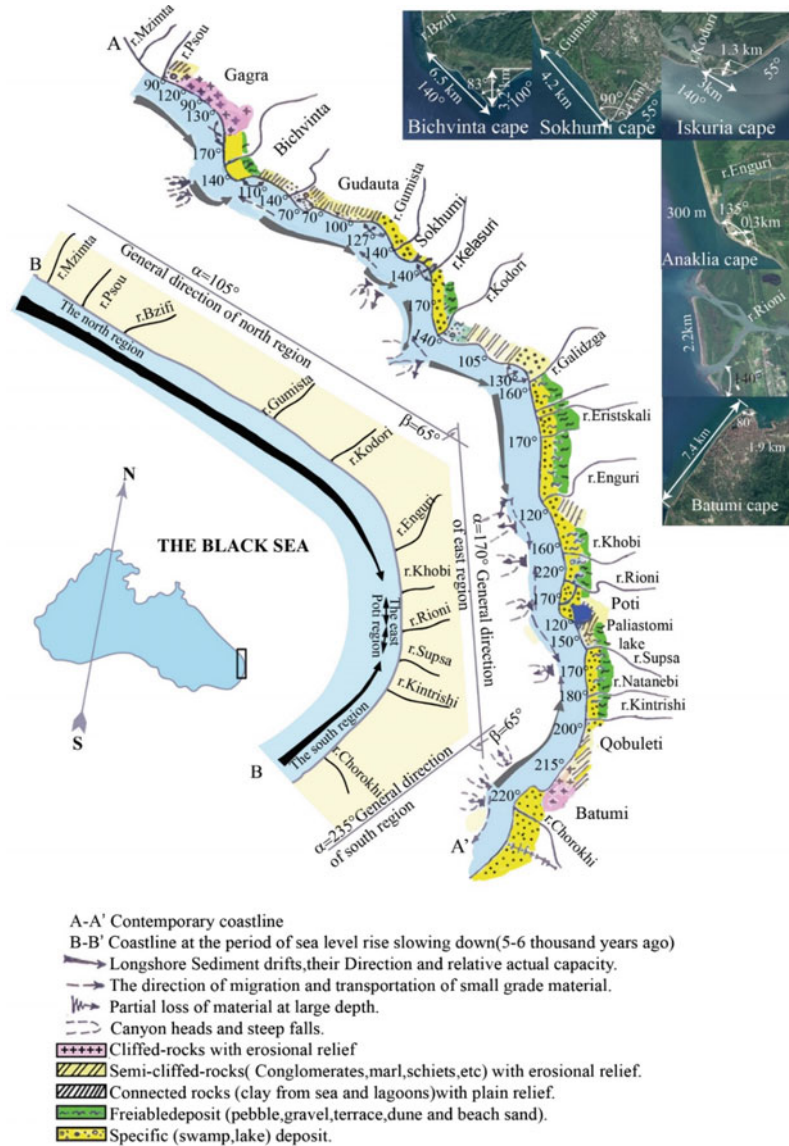 A
r.Mzimta
r.Psou
Gagra
90°
120°
90°
130°
170°
140°
Bichvinta
110°
140°
70°
70°
Gudauta
100°
127°
140°
r.Gumista
Sokhumi
r.Kelasuri
140°
170°
r.Kodori
140°
105°
130°
160°
r.Galidzga
170°
r.Eristskali
r.Enguri
120°
160°
r.Khobi
220°
r.Rioni
170°
Poti
120°
Paliastomi
lake
150°
r.Supsa
170°
r.Natanebi
180°
r.Kintrishi
200°
Qobuleti
215°
Batumi
220°
r.Chorokhi
A'
B
r.Mzimta
r.Psou
r.Bzifi
The north region
α=105°
General direction of north region
r.Gumista
r.Kodori
β=65°
r.Enguri
r.Khobi
The east
Poti region
r.Rioni
r.Supsa
r.Kintrishi
α=170° General direction
of east region
The south region
B
r.Chorokhi
β=65°
α=235° General direction
of south region
N
THE BLACK SEA
S
r.Bzifi
6.5 km
140°
83
100°
Bichvinta cape
r.Gumista
4.2 km
90°
55°
Sokhumi cape
r.Kodori
1.3 km
3km
55°
140°
Iskuria cape
r.Enguri
300 m
135°
0.3km
Anaklia cape
r.Rioni
2.2km
140°
80
7.4 km
1.9 km
Batumi cape
A-A' Contemporary coastline
B-B' Coastline at the period of sea level rise slowing down(5-6 thousand years ago)
Longshore Sediment drifts,their Direction and relative actual capacity.
The direction of migration and transportation of small grade material.
Partial loss of material at large depth.
Canyon heads and steep falls.
Cliffed-rocks with erosional relief
Semi-cliffed-rocks( Conglomerates,marl,schiets,etc) with erosional relief.
Connected rocks (clay from sea and lagoons)with plain relief.
Freiabledeposit (pebble,gravel,terrace,dune and beach sand).
Specific (swamp,lake) deposit.